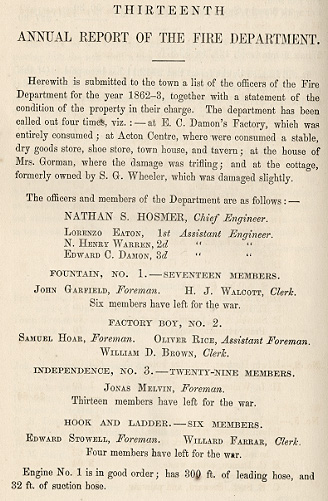 THIRTEENTH
ANNUAL REPORT OF THE FIRE DEPARTMENT.
Herewith is submitted to the town a list of the officers of the Fire
Department for the year 1862-3, together with a statement of the
condition of the property in their charge. The department has been
called out four times, viz. : — at E. C. Damon's Factory, which was
entirely consumed ; at Acton Centre, where were consumed a stable,
dry goods store, shoe store, town house, and tavern ; at the house of
Mrs. Gorman, where the damage was trifling ; and at the cottage,
formerly owned by S. G. Wheeler, which was damaged slightly.
The officers and members of the Department are as follows : —
NATHAN S. HOSMER, Chief Engineer.
LORENZO EATON, 1st Assistant Engineer.
N. HENRY WARREN, 2d " "
EDWARD C. DAMON, 3d " "
FOUNTAIN, NO. 1. — SEVENTEEN MEMBERS.
JOHN GARFIELD, Foreman. H. J. WALCOTT, Clerk.
Six members have left for the war.
FACTORY BOY, NO. 2.
SAMUEL HOAR, Foreman. OLIVER RICE, Assistant Foreman.
WILLIAM D. BROWN, Clerk.
INDEPENDENCE, NO. 3. — TWENTY-NINE MEMBERS.
JONAS MELVIN, Foreman.
Thirteen members have left for the war.
HOOK AND LADDER. — SIX MEMBERS.
EDWARD STOWELL, Foreman. WILLARD FARRAR, Clerk.
Four members have left for the war.
Engine No. 1 is in good order ; has 300 ft. of leading hose, and
32 ft. of suction hose.